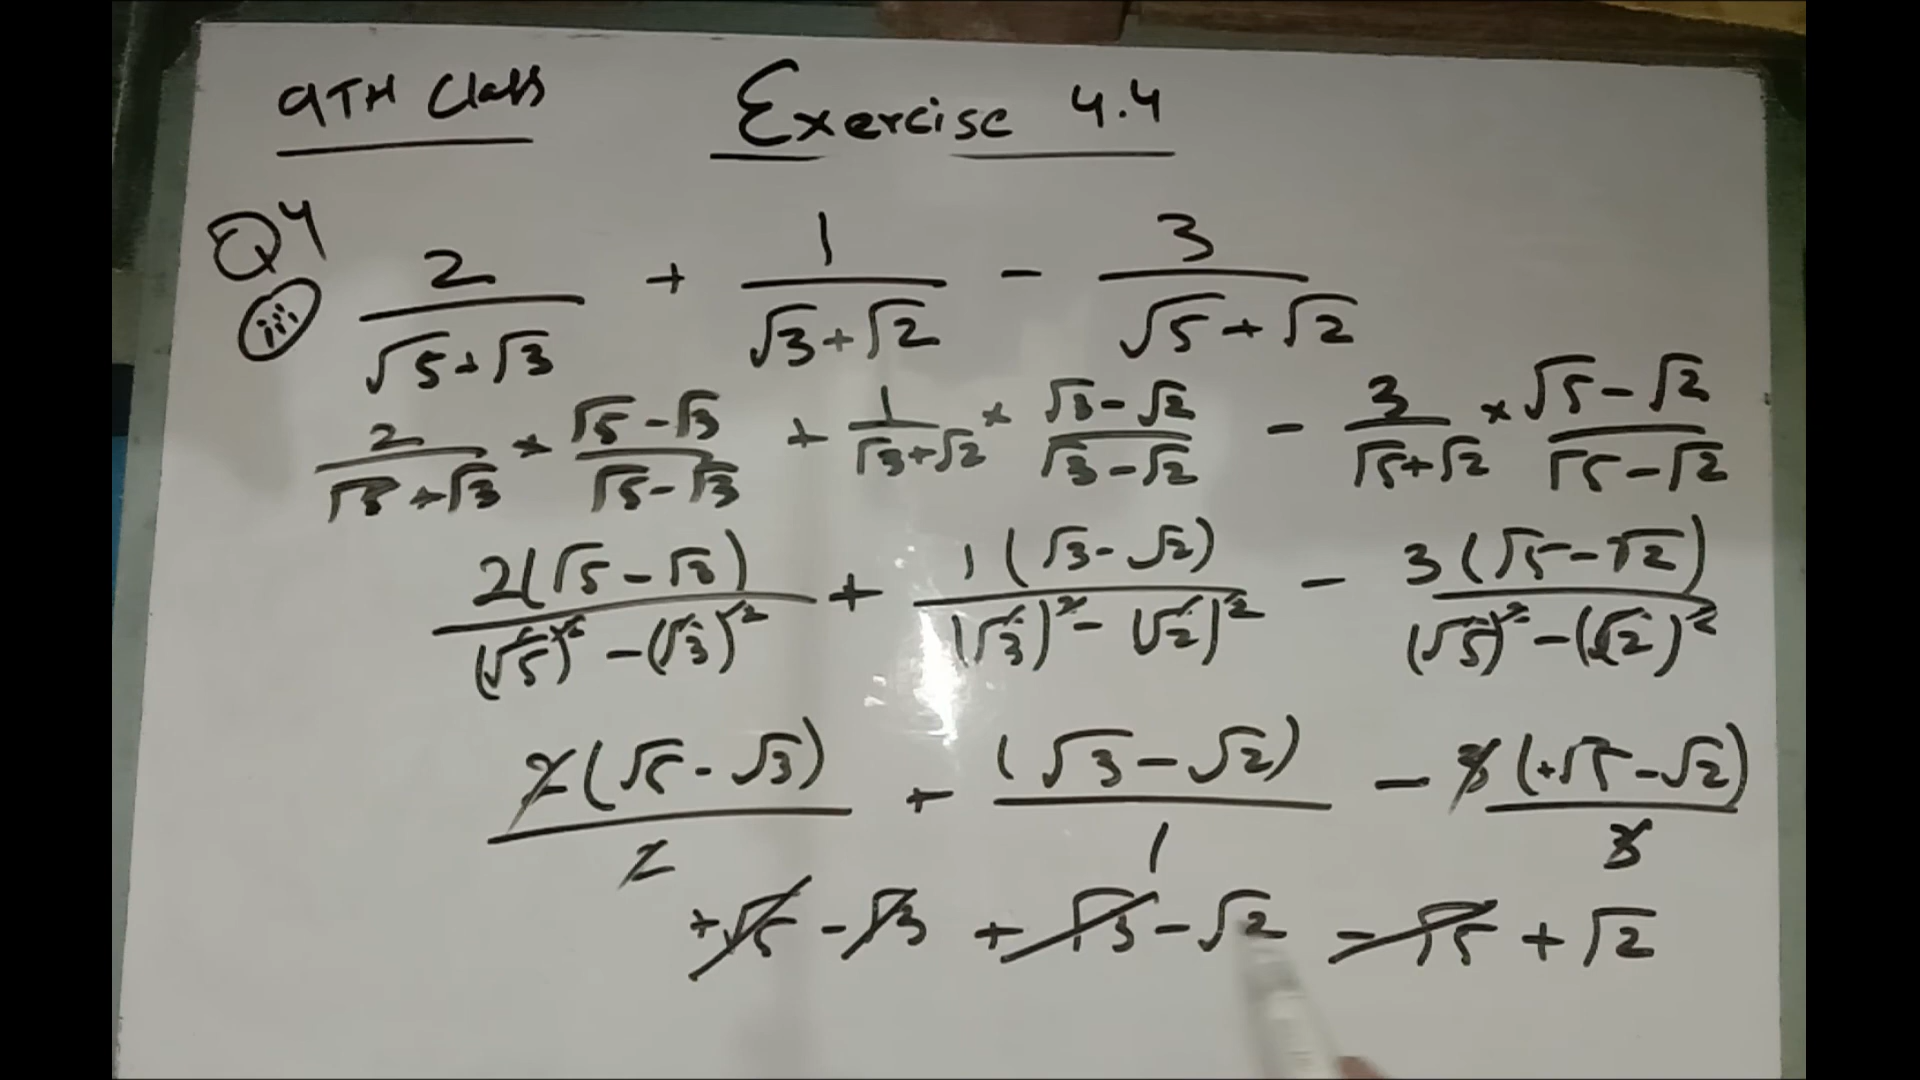 9TH Class Exercise 4.4
Q4
iii 2/(√5+√3) + 1/(√3+√2) - 3/(√5+√2)
2/(√5+√3) × (√5-√3)/(√5-√3) + 1/(√3+√2) × (√3-√2)/(√3-√2) - 3/(√5+√2) × (√5-√2)/(√5-√2)
2(√5-√3)/((√5)²-(√3)²) + 1(√3-√2)/((√3)²-(√2)²) - 3(√5-√2)/((√5)²-(√2)²)
2(√5-√3)/2 + (√3-√2)/1 - 3(+√5-√2)/3
+√5 -√3 +√3 -√2 -√5 +√2